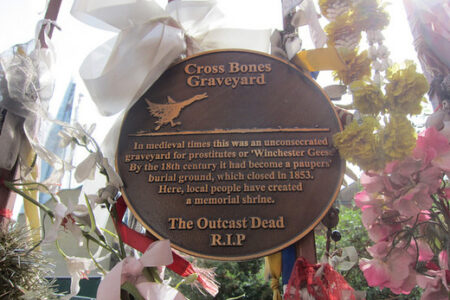 Cross Bones
Graveyard
In medieval times this was an unconsecrated
graveyard for prostitutes or 'Winchester Geese'.
By the 18th century it had become a paupers'
burial ground, which closed in 1853.
Here, local people have created
a memorial shrine.
The Outcast Dead
R.I.P